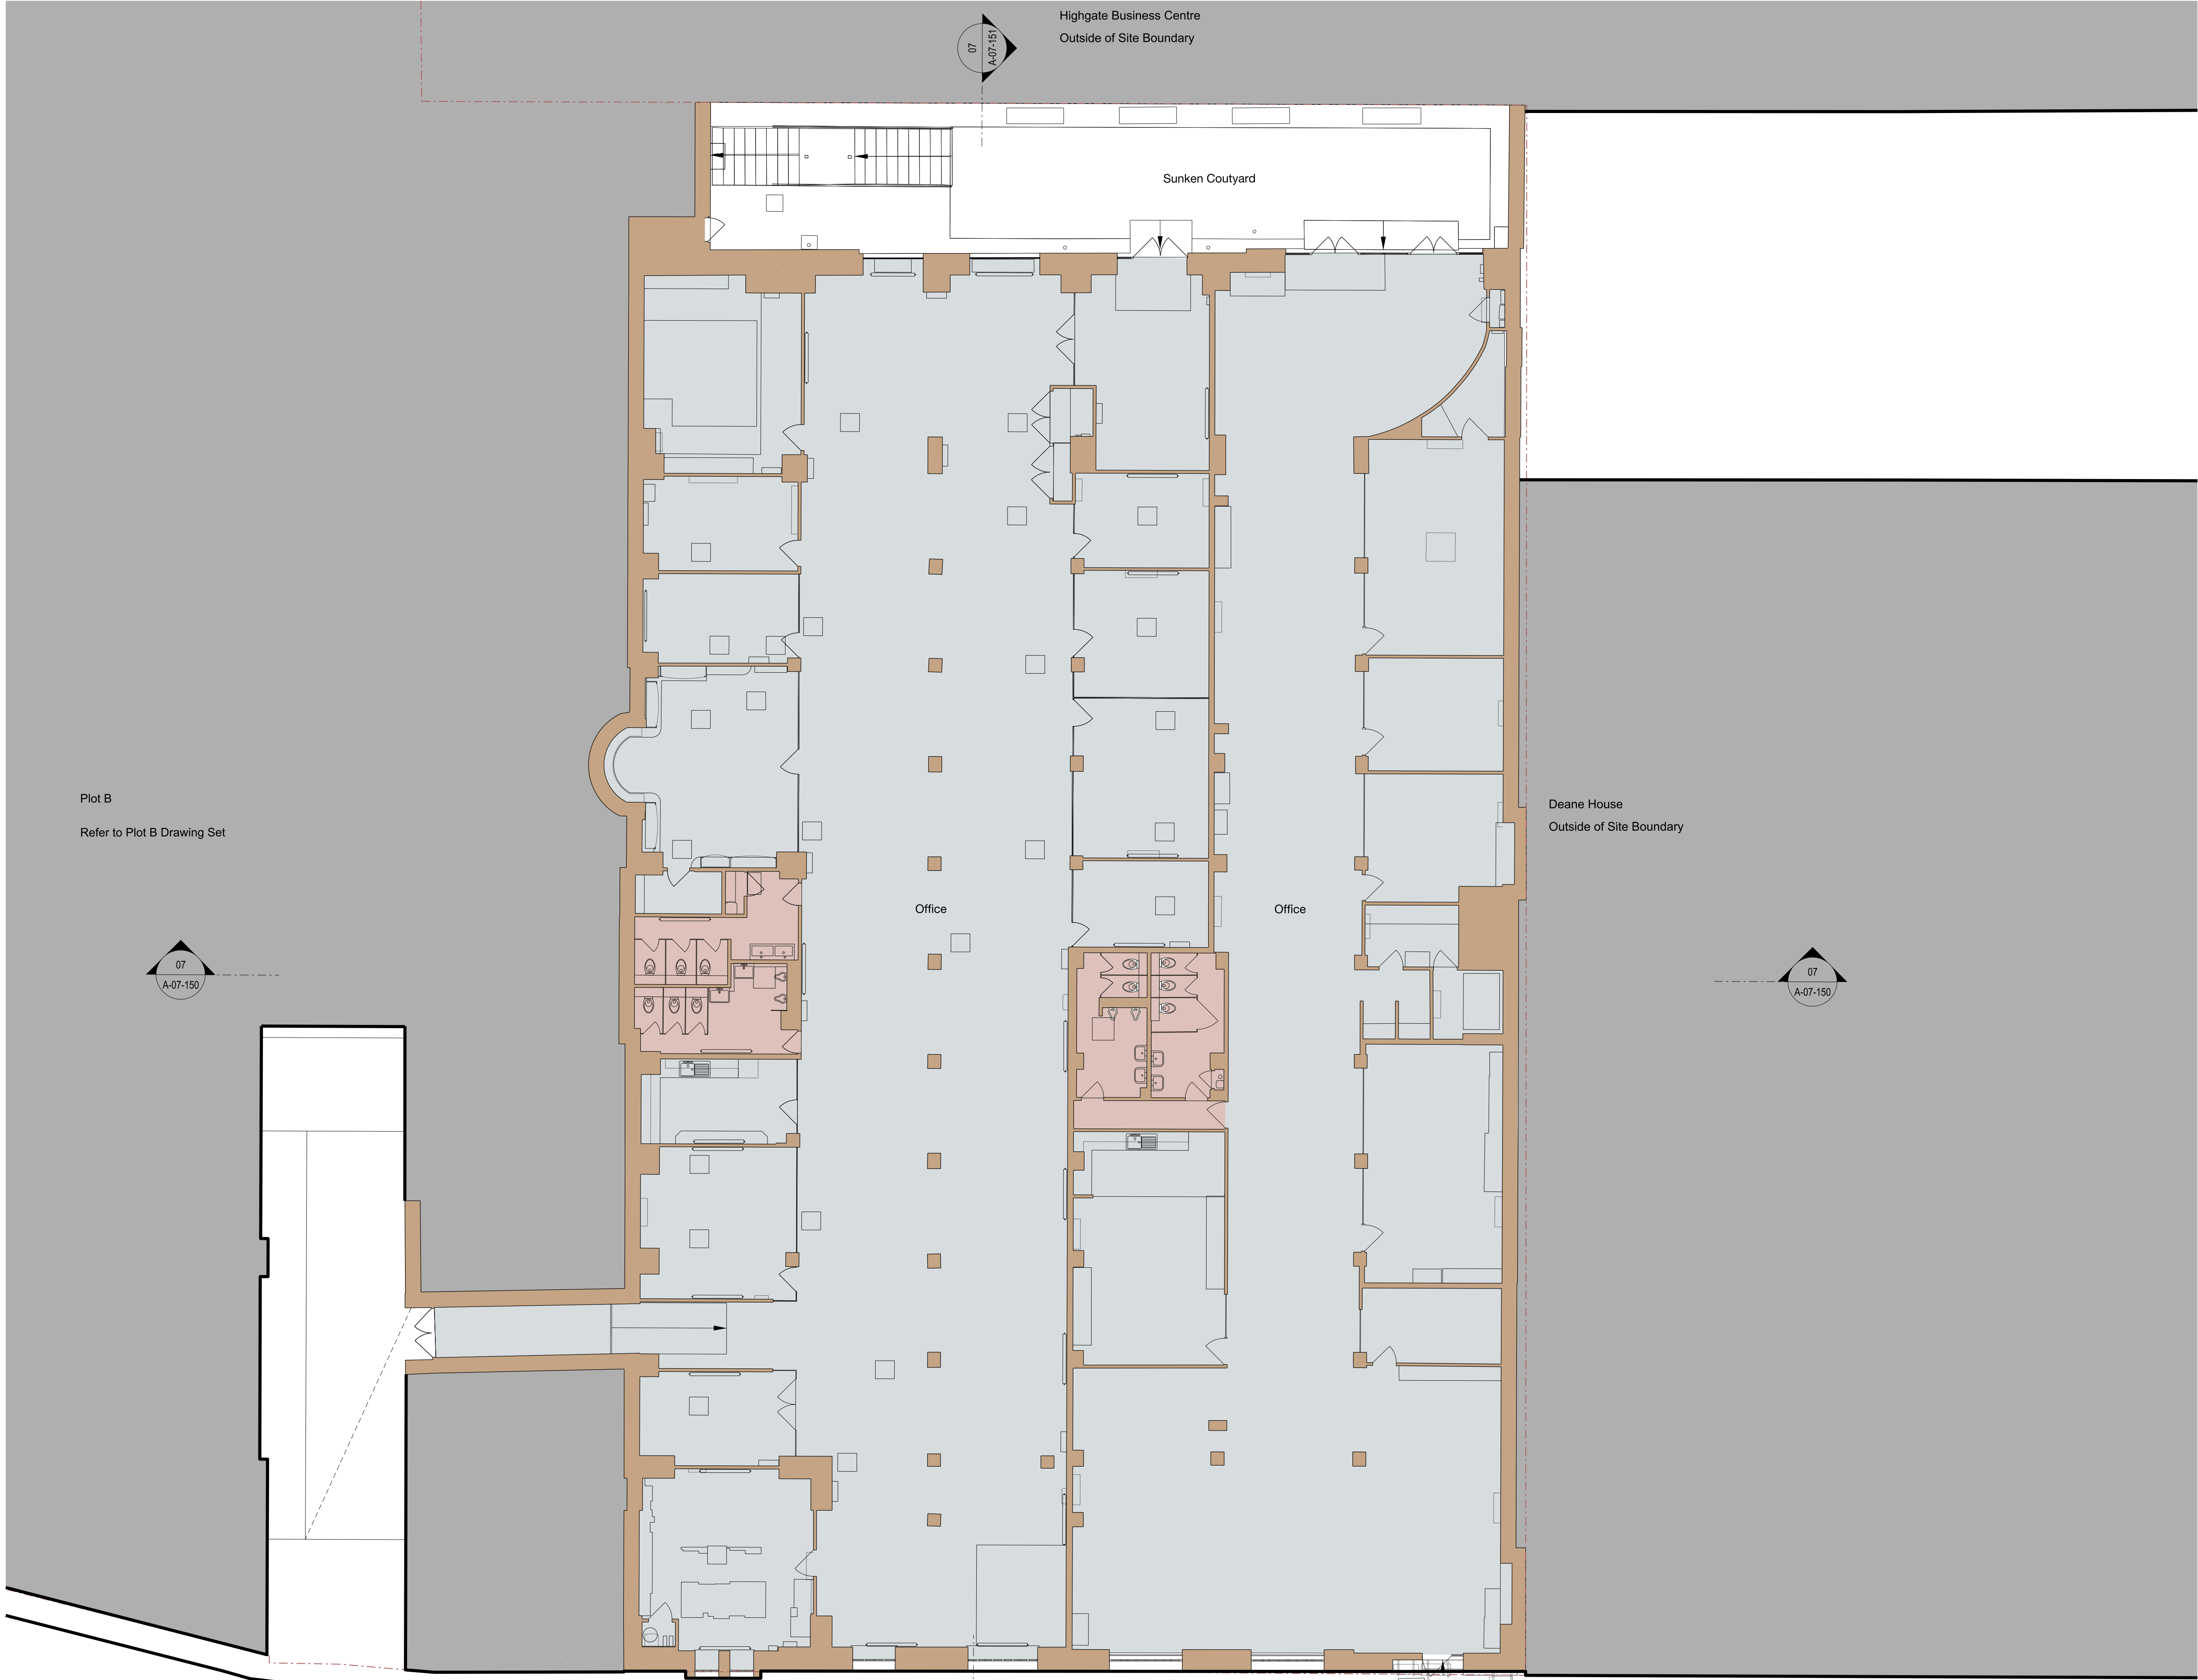 Highgate Business Centre
Outside of Site Boundary
07
A-07-151
Sunken Coutyard
Plot B
Refer to Plot B Drawing Set
Deane House
Outside of Site Boundary
Office
Office
07
A-07-150
07
A-07-150